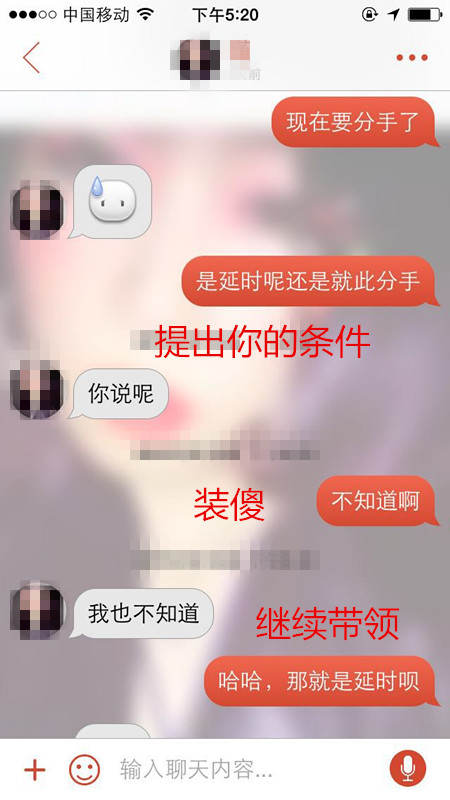 中国移动
下午5:20
前
现在要分手了
是延时呢还是就此分手
提出你的条件
你说呢
装傻
不知道啊
我也不知道
继续带领
哈哈，那就是延时呗
输入聊天内容...